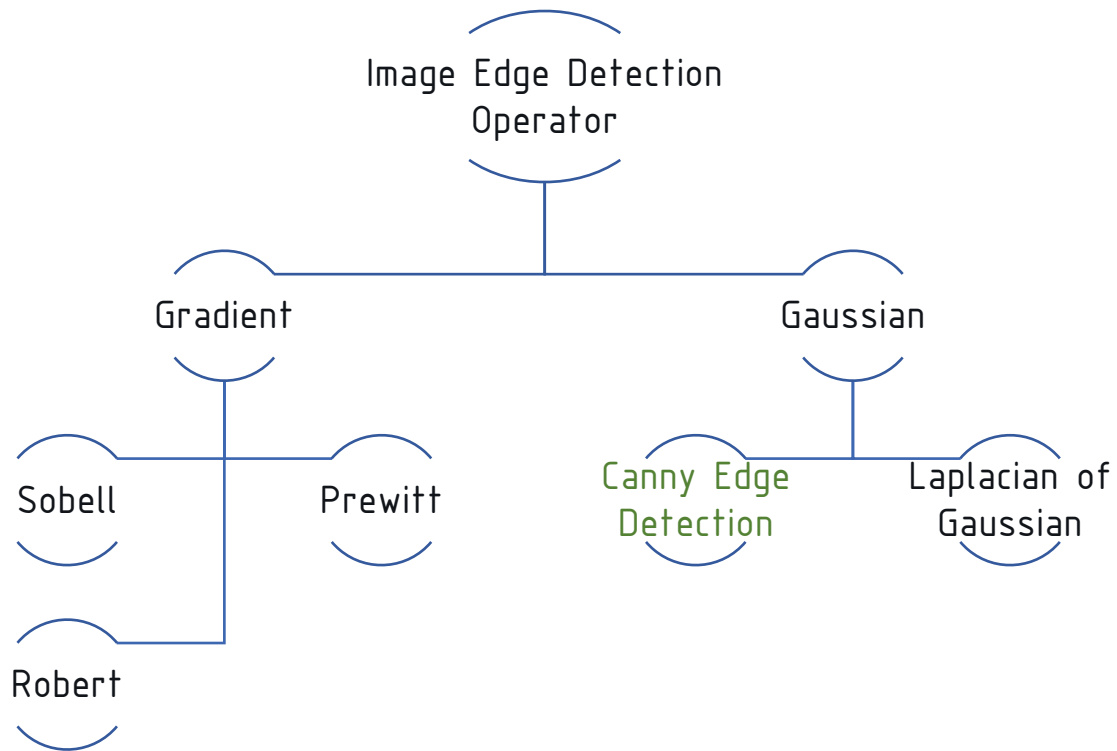 Image Edge Detection
Operator
Gradient
Gaussian
Sobell
Prewitt
Canny Edge
Detection
Laplacian of
Gaussian
Robert